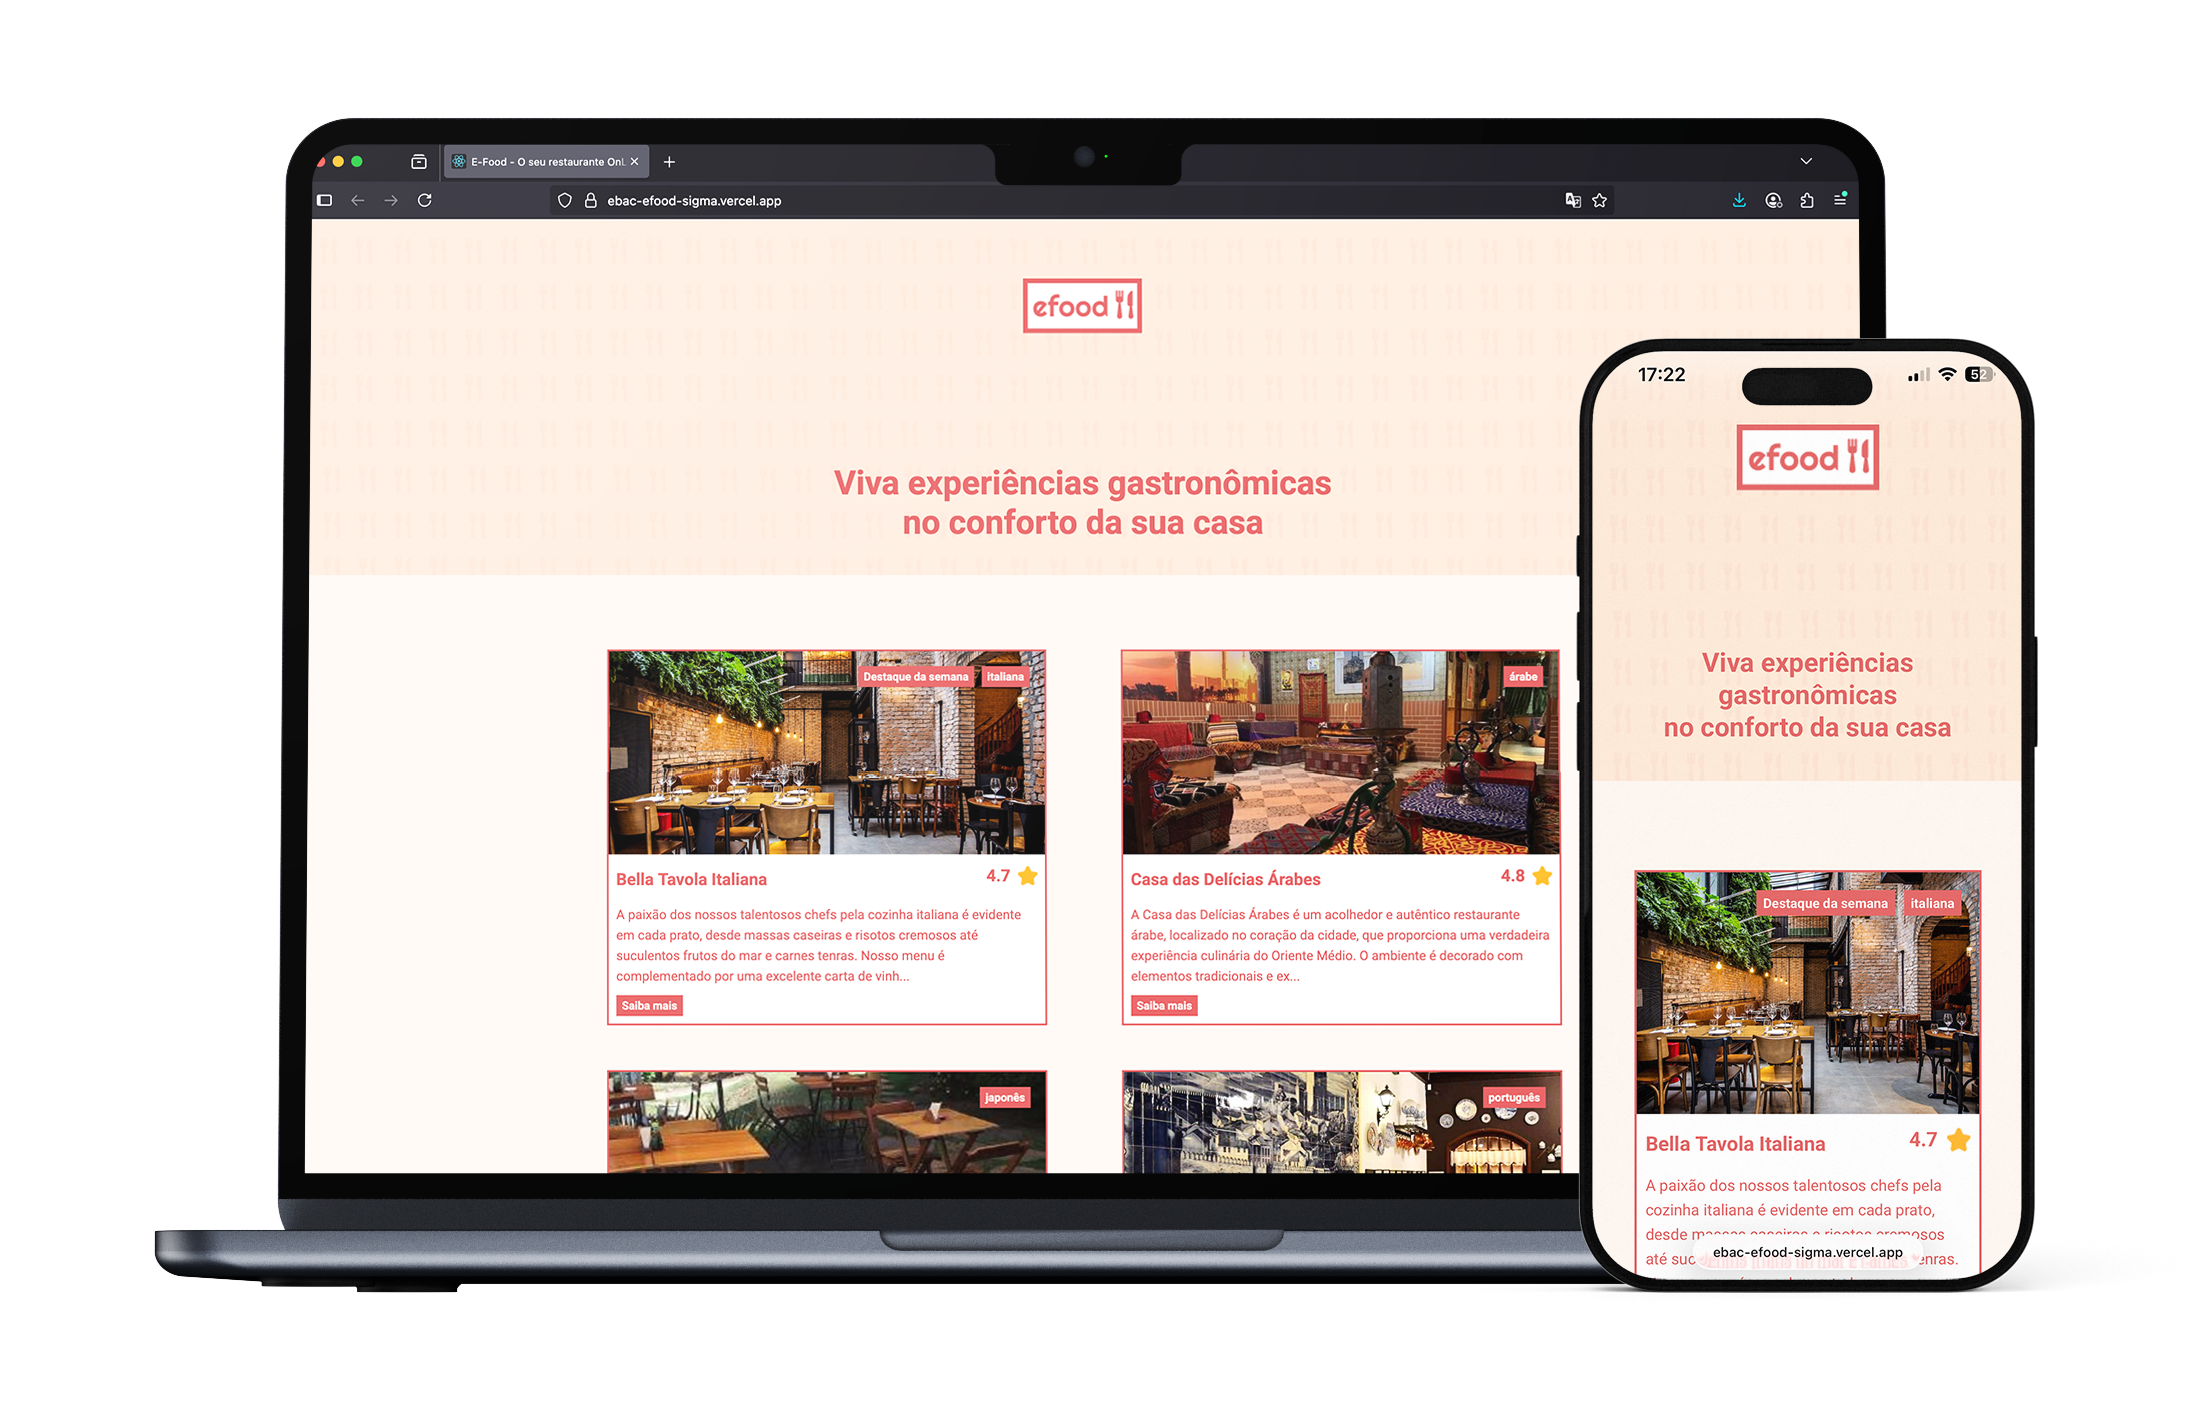 E-Food - O seu restaurante Onl
ebac-efood-sigma.vercel.app
efood
Viva experiências gastronômicas
no conforto da sua casa
Destaque da semana
italiana
Bella Tavola Italiana
4.7
A paixão dos nossos talentosos chefs pela cozinha italiana é evidente
em cada prato, desde massas caseiras e risotos cremosos até
suculentos frutos do mar e carnes tenras. Nosso menu é
complementado por uma excelente carta de vinh...
Saiba mais
árabe
Casa das Delícias Árabes
4.8
A Casa das Delícias Árabes é um acolhedor e autêntico restaurante
árabe, localizado no coração da cidade, que proporciona uma verdadeira
experiência culinária do Oriente Médio. O ambiente é decorado com
elementos tradicionais e ex...
Saiba mais
japonês
português
17:22
52
efood
Viva experiências
gastronômicas
no conforto da sua casa
Destaque da semana
italiana
Bella Tavola Italiana
4.7
A paixão dos nossos talentosos chefs pela
cozinha italiana é evidente em cada prato,
desde massas caseiras e risotos cremosos
até suc
enras.
ebac-efood-sigma.vercel.app